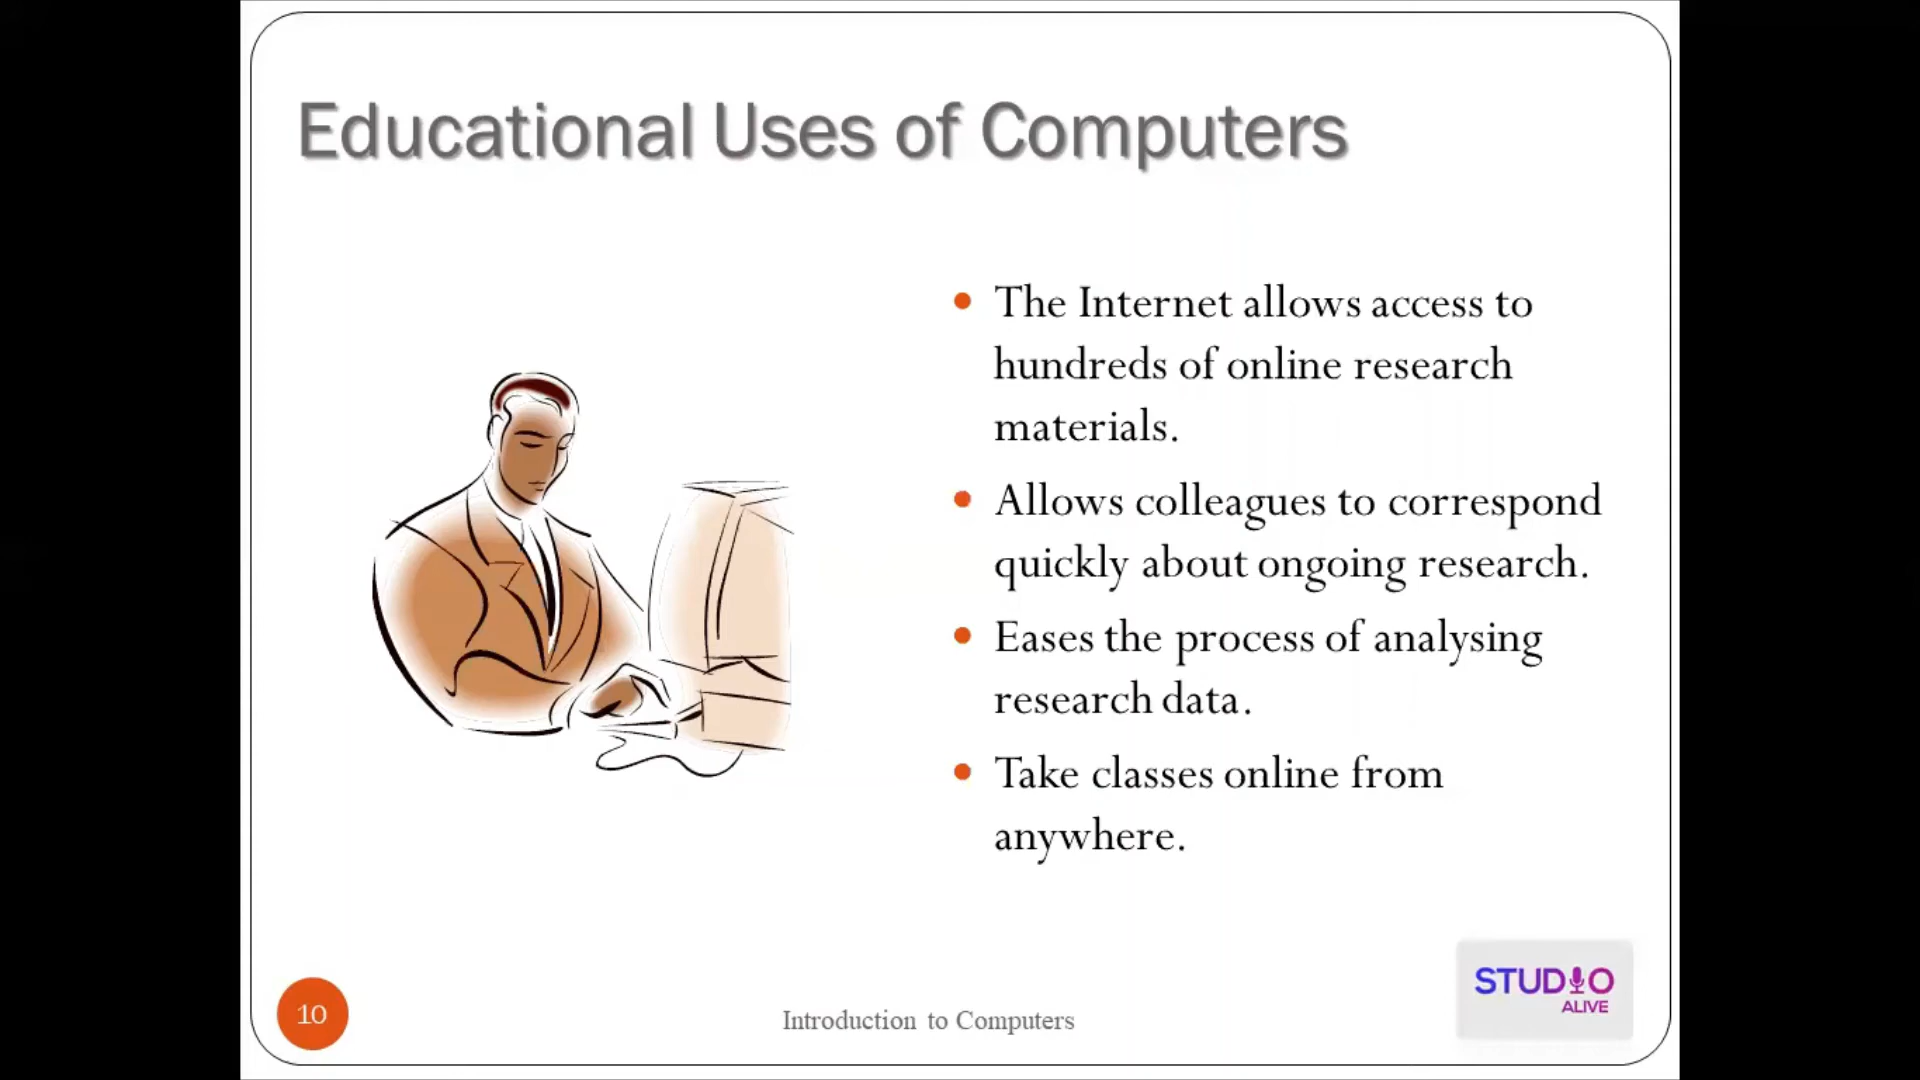 Educational Uses of Computers
• The Internet allows access to
hundreds of online research
materials.
• Allows colleagues to correspond
quickly about ongoing research.
• Eases the process of analysing
research data.
• Take classes online from
anywhere.
10
Introduction to Computers
STUDIO
ALIVE